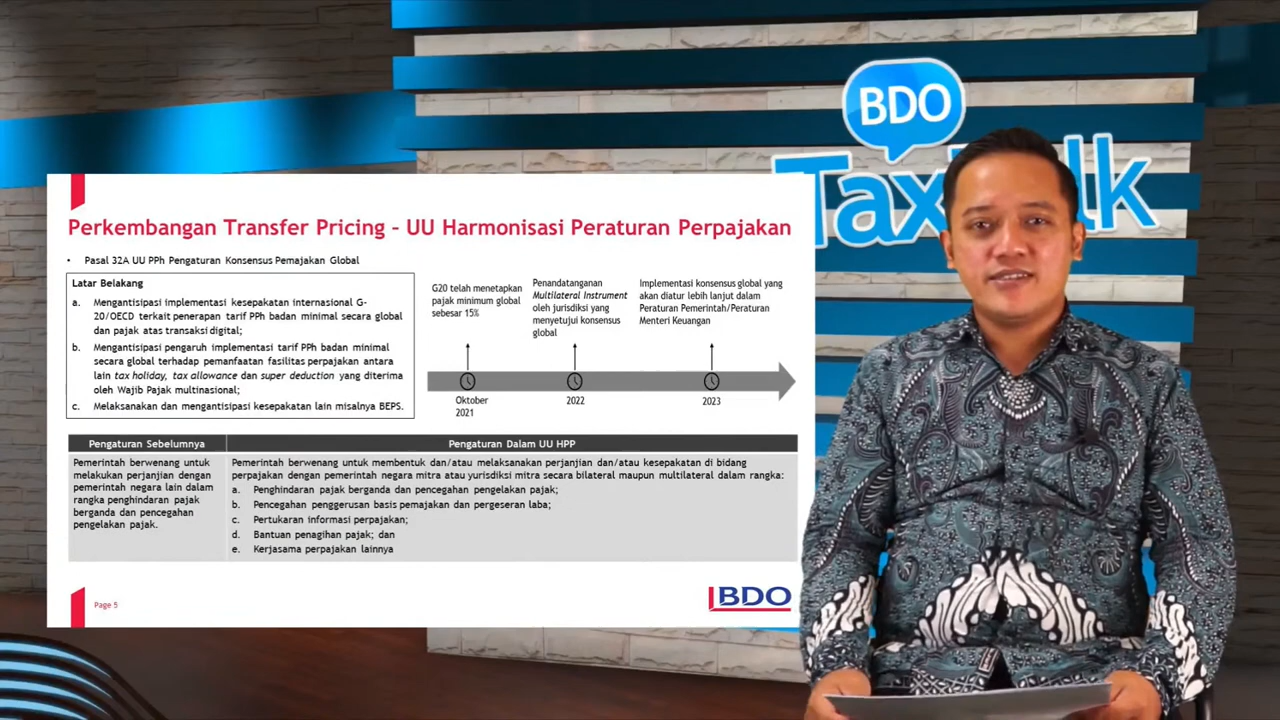 BDO
Tax Talk
Perkembangan Transfer Pricing – UU Harmonisasi Peraturan Perpajakan
• Pasal 32A UU PPh Pengaturan Konsensus Pemajakan Global
Latar Belakang
a. Mengantisipasi implementasi kesepakatan internasional G-
20/OECD terkait penerapan tarif PPh badan minimal secara global
dan pajak atas transaksi digital;
b. Mengantisipasi pengaruh implementasi tarif PPh badan minimal
secara global terhadap pemanfaatan fasilitas perpajakan antara
lain tax holiday, tax allowance dan super deduction yang diterima
oleh Wajib Pajak multinasional;
c. Melaksanakan dan mengantisipasi kesepakatan lain misalnya BEPS.
G20 telah menetapkan
pajak minimum global
sebesar 15%
Penandatanganan
Multilateral Instrument
oleh jurisdiksi yang
menyetujui konsensus
global
Implementasi konsensus global yang
akan diatur lebih lanjut dalam
Peraturan Pemerintah/Peraturan
Menteri Keuangan
Oktober
2021
2022
2023
Pengaturan Sebelumnya
Pemerintah berwenang untuk
melakukan perjanjian dengan
pemerintah negara lain dalam
rangka penghindaran pajak
berganda dan pencegahan
pengelakan pajak.
Pengaturan Dalam UU HPP
Pemerintah berwenang untuk membentuk dan/atau melaksanakan perjanjian dan/atau kesepakatan di bidang
perpajakan dengan pemerintah negara mitra atau yurisdiksi mitra secara bilateral maupun multilateral dalam rangka:
a. Penghindaran pajak berganda dan pencegahan pengelakan pajak;
b. Pencegahan penggerusan basis pemajakan dan pergeseran laba;
c. Pertukaran informasi perpajakan;
d. Bantuan penagihan pajak; dan
e. Kerjasama perpajakan lainnya
Page 5
BDO